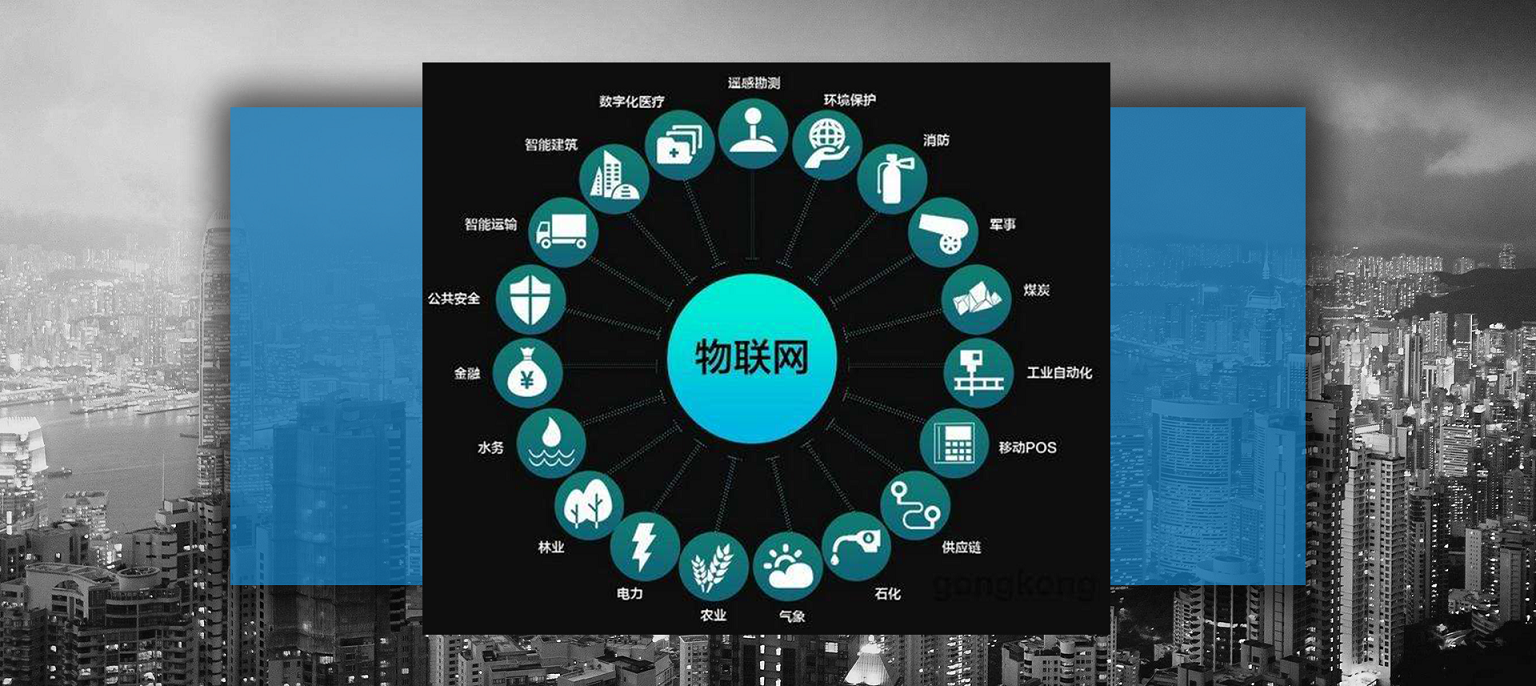 遥感勘测
数字化医疗
环境保护
智能建筑
消防
智能运输
军事
公共安全
煤炭
物联网
金融
¥
工业自动化
水务
移动POS
林业
供应链
电力
石化
农业
气象
gongkong